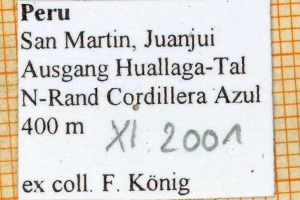 Peru
San Martin, Juanjui
Ausgang Huallaga-Tal
N-Rand Cordillera Azul
400 m XI. 2001
ex coll. F. König